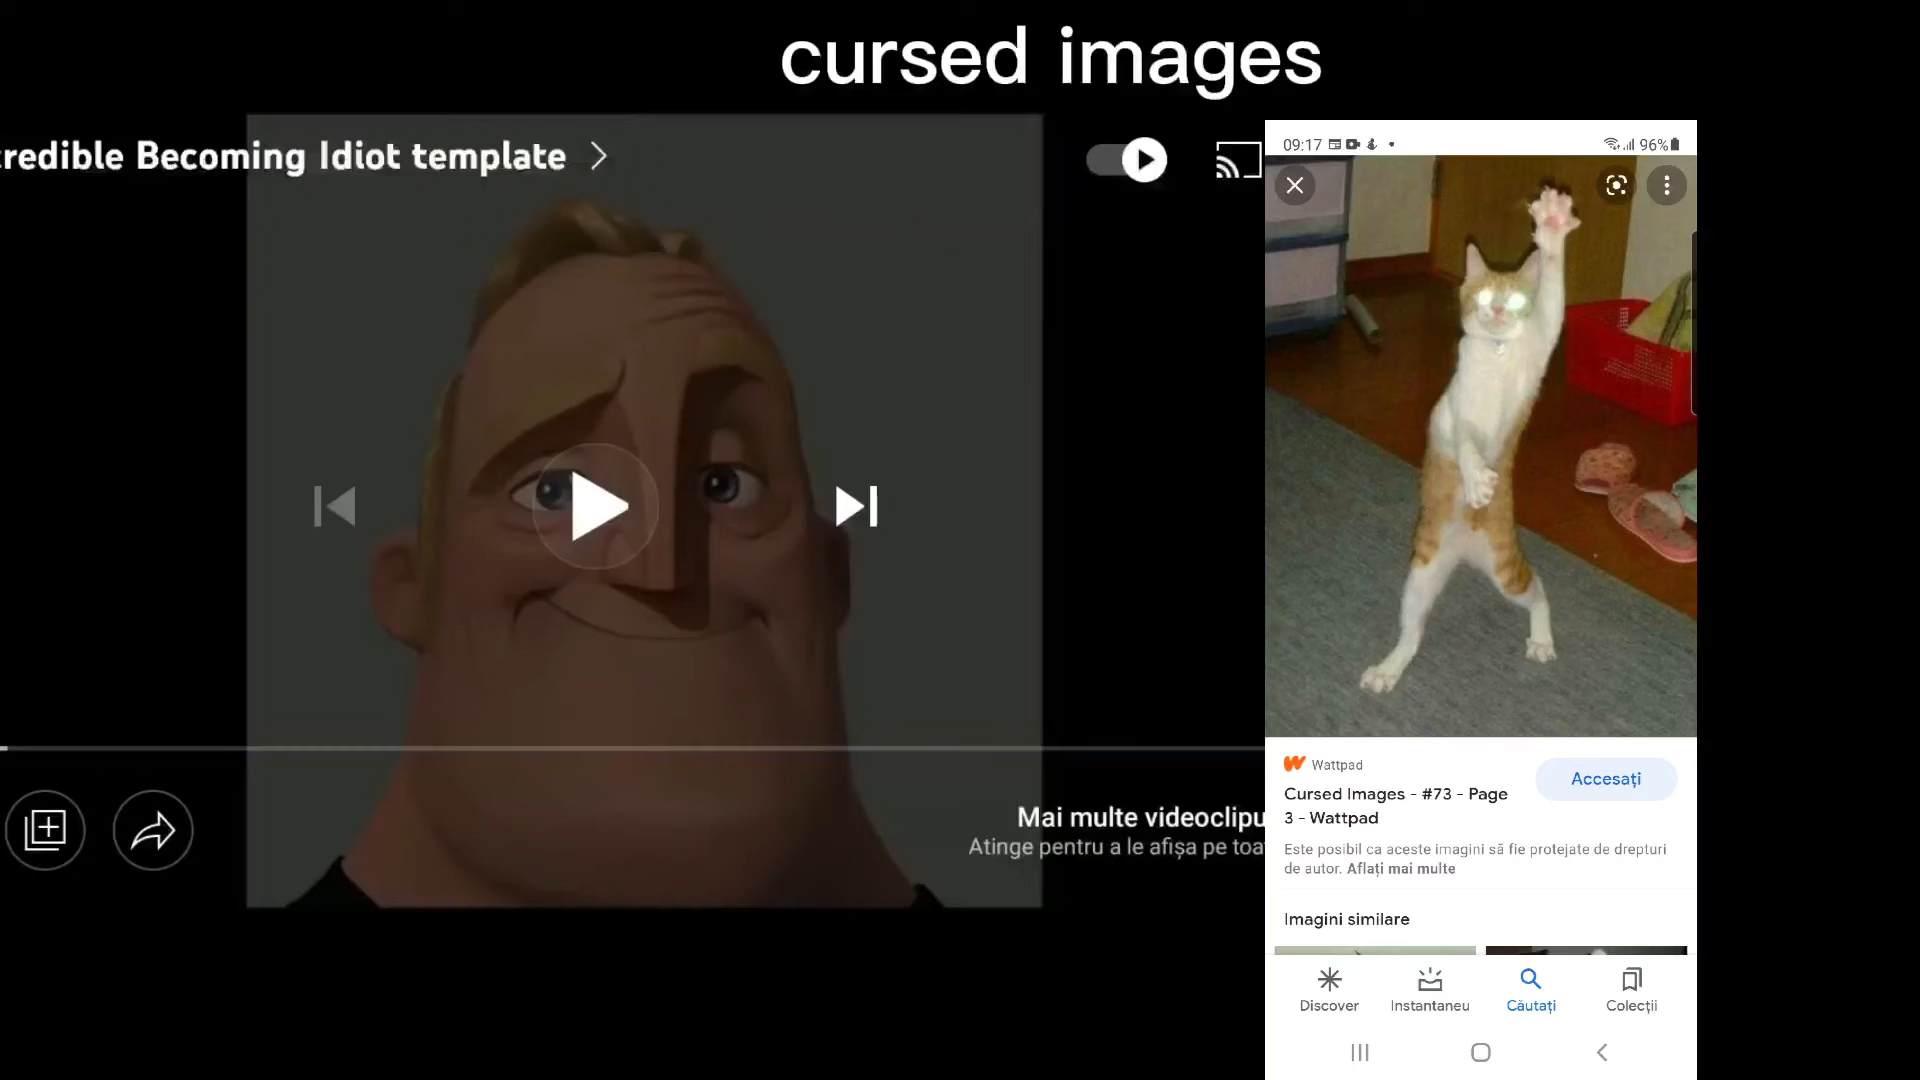 cursed images
credible Becoming Idiot template
09:17
96%
Wattpad
Accesați
Cursed Images - #73 - Page
3 - Wattpad
Mai multe videoclipu
Atinge pentru a le afișa pe toa
Este posibil ca aceste imagini să fie protejate de drepturi
de autor. Aflați mai multe
Imagini similare
Discover
Instantaneu
Căutați
Colecții